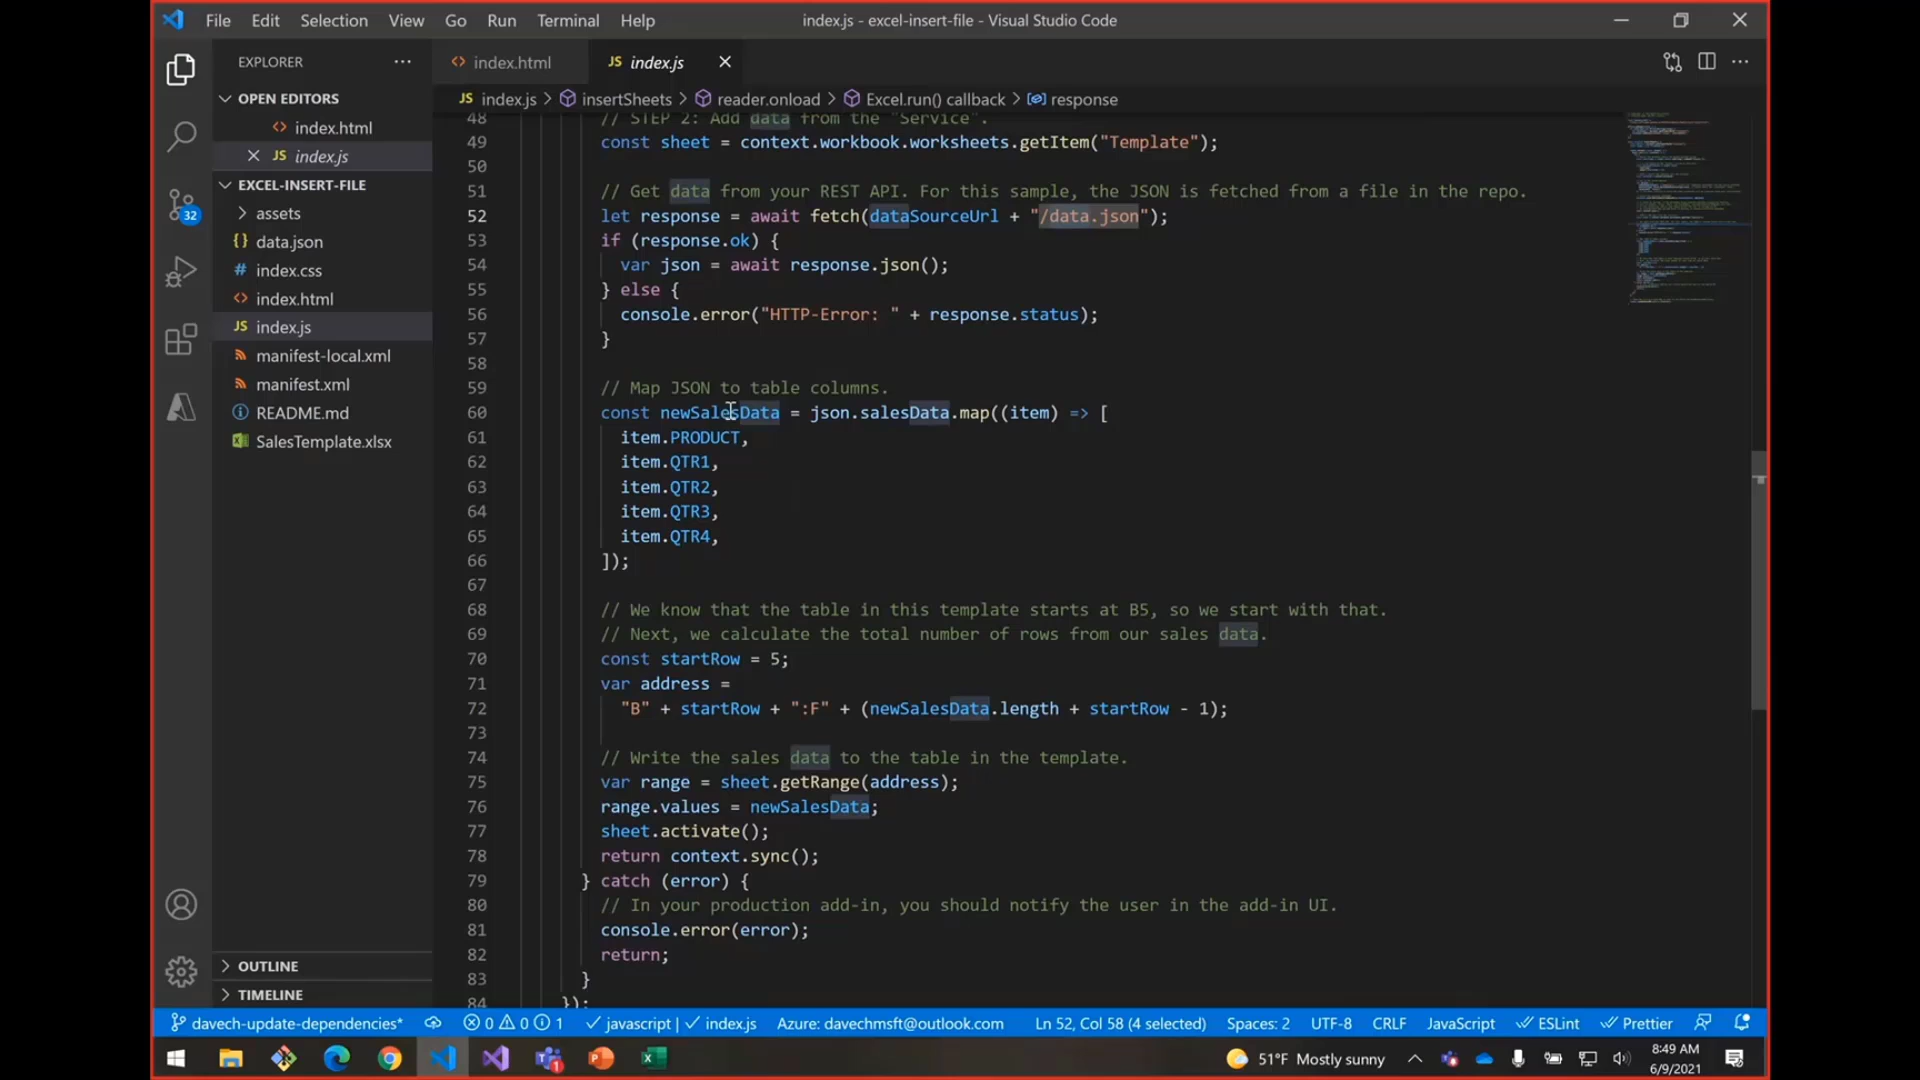 File Edit Selection View Go Run Terminal Help index.js - excel-insert-file - Visual Studio Code
EXPLORER ··· <> index.html JS index.js
JS index.js > insertSheets > reader.onload > Excel.run() callback > response
OPEN EDITORS
<> index.html
JS index.js
EXCEL-INSERT-FILE
> assets
{} data.json
# index.css
<> index.html
JS index.js
manifest-local.xml
manifest.xml
README.md
SalesTemplate.xlsx
32
OUTLINE
TIMELINE
48 // STEP 2: Add data from the "Service".
49 const sheet = context.workbook.worksheets.getItem("Template");
50
51 // Get data from your REST API. For this sample, the JSON is fetched from a file in the repo.
52 let response = await fetch(dataSourceUrl + "/data.json");
53 if (response.ok) {
54 var json = await response.json();
55 } else {
56 console.error("HTTP-Error: " + response.status);
57 }
58
59 // Map JSON to table columns.
60 const newSalesData = json.salesData.map((item) => [
61 item.PRODUCT,
62 item.QTR1,
63 item.QTR2,
64 item.QTR3,
65 item.QTR4,
66 ]);
67
68 // We know that the table in this template starts at B5, so we start with that.
69 // Next, we calculate the total number of rows from our sales data.
70 const startRow = 5;
71 var address =
72 "B" + startRow + ":F" + (newSalesData.length + startRow - 1);
73
74 // Write the sales data to the table in the template.
75 var range = sheet.getRange(address);
76 range.values = newSalesData;
77 sheet.activate();
78 return context.sync();
79 } catch (error) {
80 // In your production add-in, you should notify the user in the add-in UI.
81 console.error(error);
82 return;
83 }
84 });
davech-update-dependencies* 0 0 1 javascript | index.js Azure: davechmsft@outlook.com Ln 52, Col 58 (4 selected) Spaces: 2 UTF-8 CRLF JavaScript ESLint Prettier
51°F Mostly sunny 8:49 AM
6/9/2021